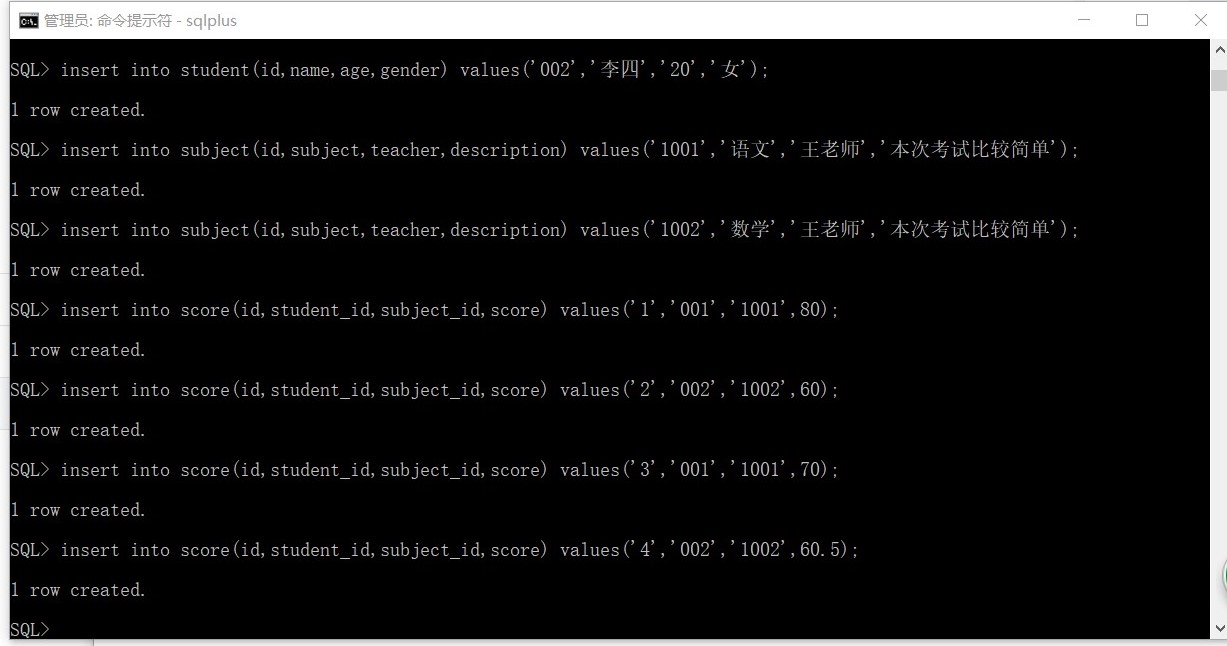 管理员: 命令提示符 - sqlplus
SQL> insert into student(id,name,age,gender) values('002','李四','20','女');
1 row created.
SQL> insert into subject(id,subject,teacher,description) values('1001','语文','王老师','本次考试比较简单');
1 row created.
SQL> insert into subject(id,subject,teacher,description) values('1002','数学','王老师','本次考试比较简单');
1 row created.
SQL> insert into score(id,student_id,subject_id,score) values('1','001','1001',80);
1 row created.
SQL> insert into score(id,student_id,subject_id,score) values('2','002','1002',60);
1 row created.
SQL> insert into score(id,student_id,subject_id,score) values('3','001','1001',70);
1 row created.
SQL> insert into score(id,student_id,subject_id,score) values('4','002','1002',60.5);
1 row created.
SQL>